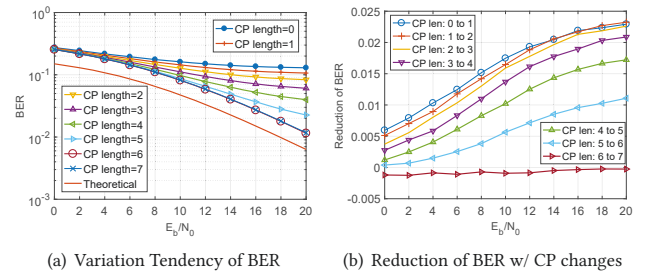 10⁰
10⁻¹
10⁻²
10⁻³
BER
CP length=0
CP length=1
CP length=2
CP length=3
CP length=4
CP length=5
CP length=6
CP length=7
Theoretical
0 2 4 6 8 10 12 14 16 18 20
E_b/N_0
(a) Variation Tendency of BER
0.025
0.02
0.015
0.01
0.005
0
-0.005
Reduction of BER
CP len: 0 to 1
CP len: 1 to 2
CP len: 2 to 3
CP len: 3 to 4
CP len: 4 to 5
CP len: 5 to 6
CP len: 6 to 7
0 2 4 6 8 10 12 14 16 18 20
E_b/N_0
(b) Reduction of BER w/ CP changes